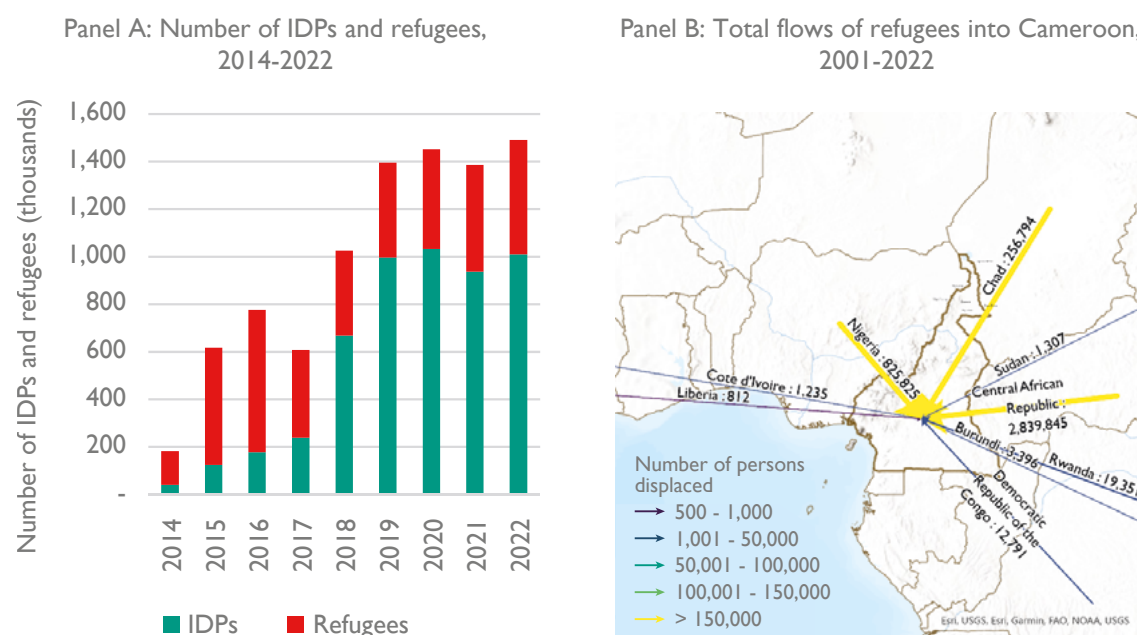 Panel A: Number of IDPs and refugees,
2014-2022
Number of IDPs and refugees (thousands)
1,600
1,400
1,200
1,000
800
600
400
200
-
2014
2015
2016
2017
2018
2019
2020
2021
2022
IDPs
Refugees
Panel B: Total flows of refugees into Cameroon,
2001-2022
Chad : 256,794
Nigeria : 825,825
Sudan : 1,307
Cote d'Ivoire : 1,235
Liberia : 812
Central African
Republic :
2,839,845
Burundi : 3,396
Rwanda : 19,35
Democratic
Republic of the
Congo : 12,791
Number of persons
displaced
500 - 1,000
1,001 - 50,000
50,001 - 100,000
100,001 - 150,000
> 150,000
Esri, USGS, Esri, Garmin, FAO, NOAA, USGS